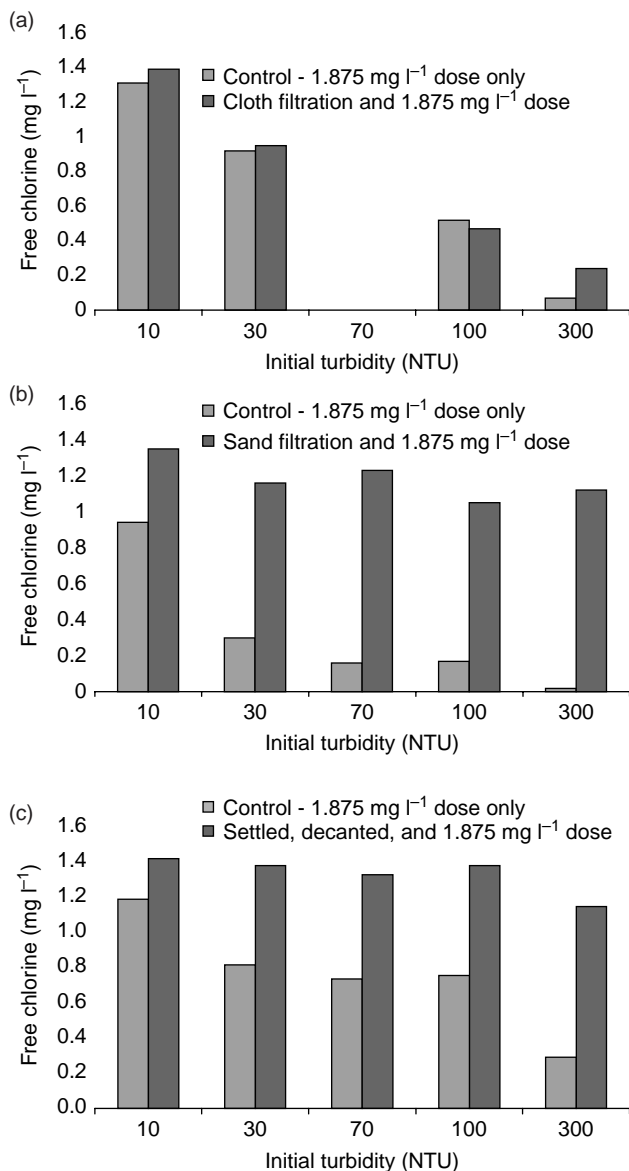 (a)
1.6
1.4
1.2
1
0.8
0.6
0.4
0.2
0
Free chlorine (mg l⁻¹)
Control - 1.875 mg l⁻¹ dose only
Cloth filtration and 1.875 mg l⁻¹ dose
10 30 70 100 300
Initial turbidity (NTU)
(b)
1.6
1.4
1.2
1
0.8
0.6
0.4
0.2
0
Free chlorine (mg l⁻¹)
Control - 1.875 mg l⁻¹ dose only
Sand filtration and 1.875 mg l⁻¹ dose
10 30 70 100 300
Initial turbidity (NTU)
(c)
1.6
1.4
1.2
1.0
0.8
0.6
0.4
0.2
0.0
Free chlorine (mg l⁻¹)
Control - 1.875 mg l⁻¹ dose only
Settled, decanted, and 1.875 mg l⁻¹ dose
10 30 70 100 300
Initial turbidity (NTU)